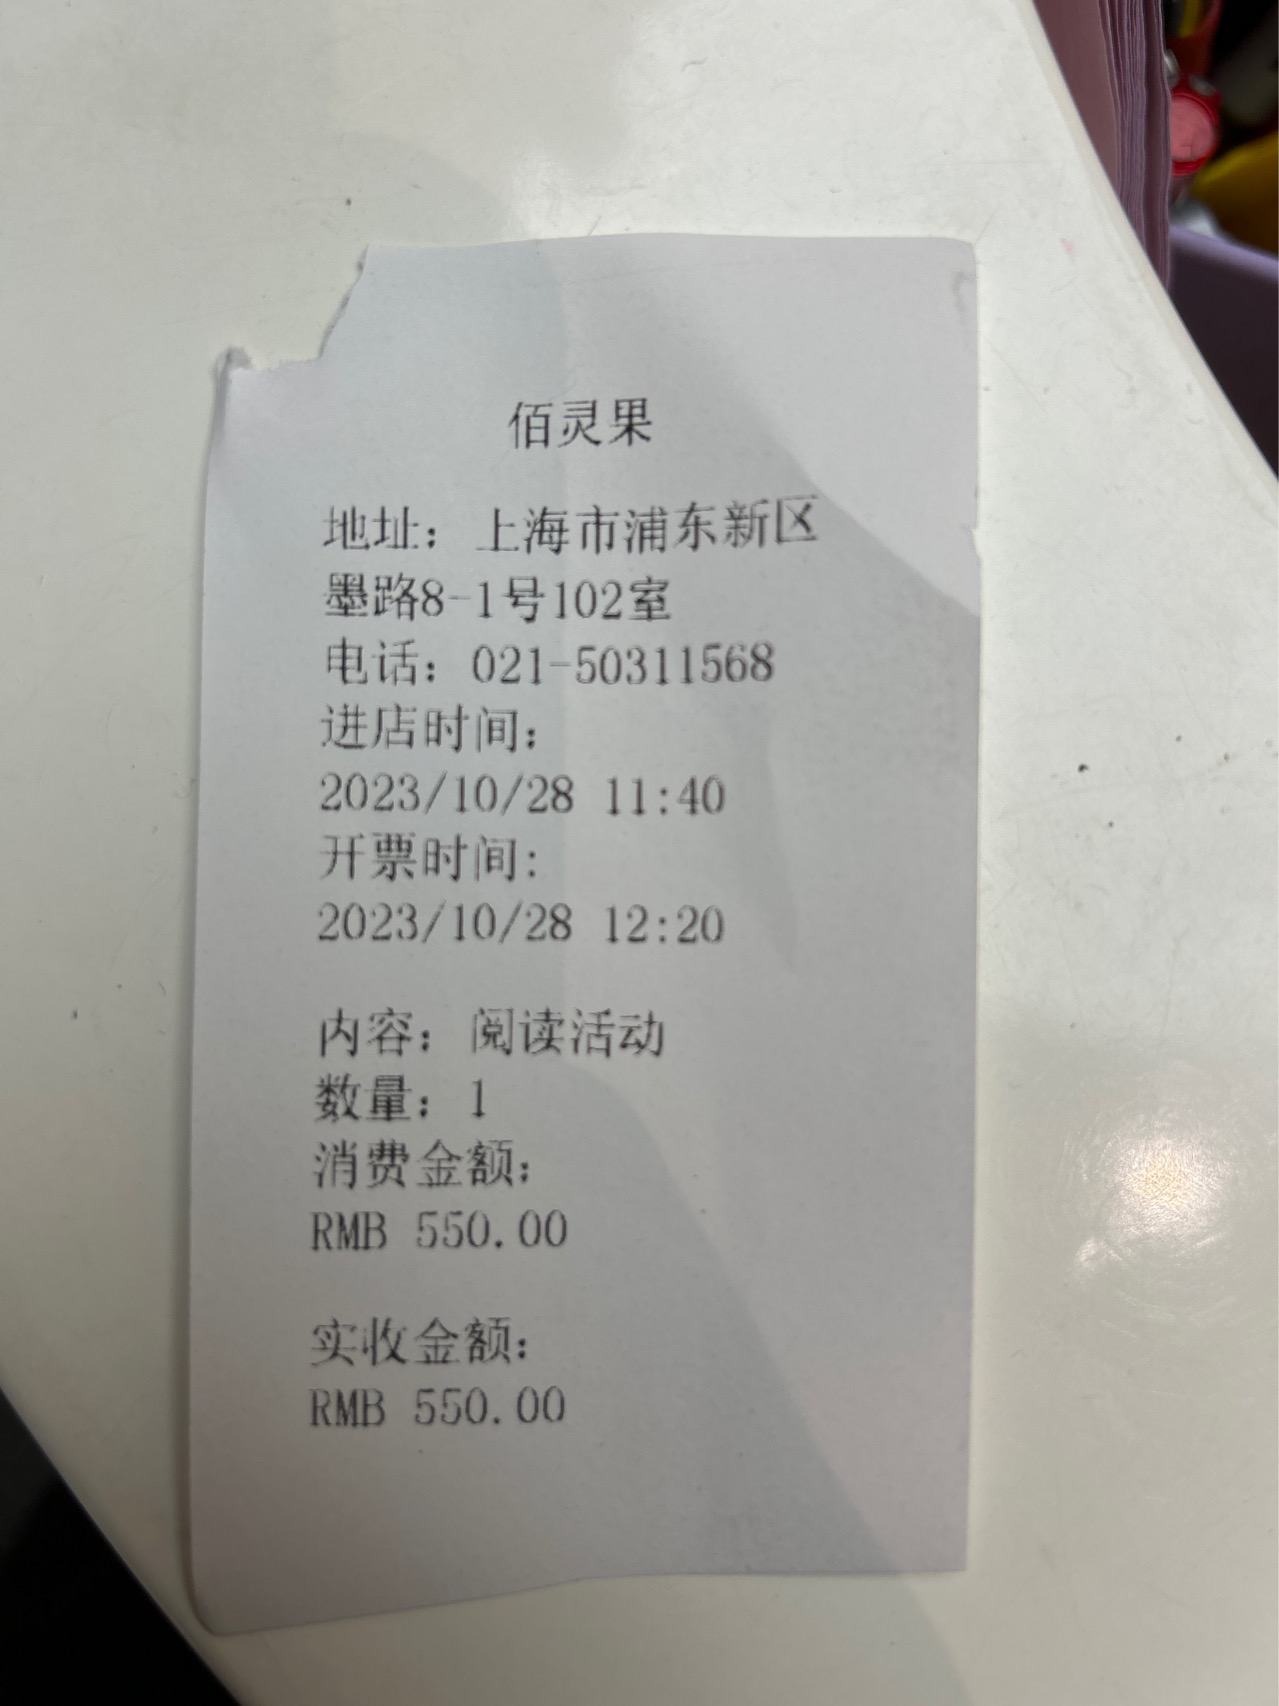 佰灵果
地址：上海市浦东新区
墨路8-1号102室
电话：021-50311568
进店时间：
2023/10/28 11:40
开票时间：
2023/10/28 12:20
内容：阅读活动
数量：1
消费金额：
RMB 550.00
实收金额：
RMB 550.00